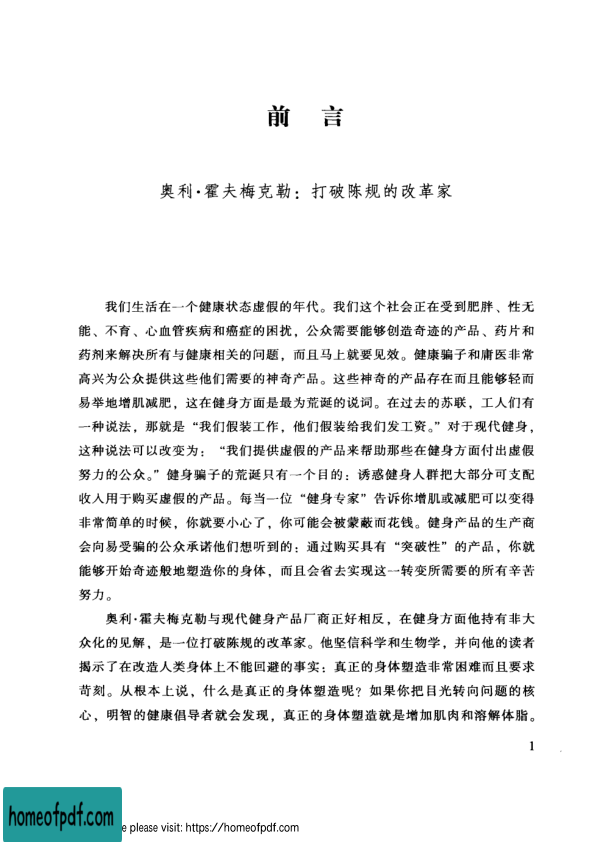 前 言
奥利·霍夫梅克勒：打破陈规的改革家
我们生活在一个健康状态虚假的年代。我们这个社会正在受到肥胖、性无
能、不育、心血管疾病和癌症的困扰，公众需要能够创造奇迹的产品、药片和
药剂来解决所有与健康相关的问题，而且马上就要见效。健康骗子和庸医非常
高兴为公众提供这些他们需要的神奇产品。这些神奇的产品存在而且能够轻而
易举地增肌减肥，这在健身方面是最为荒诞的说词。在过去的苏联，工人们有
一种说法，那就是“我们假装工作，他们假装给我们发工资。”对于现代健身，
这种说法可以改变为：“我们提供虚假的产品来帮助那些在健身方面付出虚假
努力的公众。”健身骗子的荒诞只有一个目的：诱惑健身人群把大部分可支配
收入用于购买虚假的产品。每当一位“健身专家”告诉你增肌或减肥可以变得
非常简单的时候，你就要小心了，你可能会被蒙蔽而花钱。健身产品的生产商
会向易受骗的公众承诺他们想听到的：通过购买具有“突破性”的产品，你就
能够开始奇迹般地塑造你的身体，而且会省去实现这一转变所需要的所有辛苦
努力。
奥利·霍夫梅克勒与现代健身产品厂商正好相反，在健身方面他持有非大
众化的见解，是一位打破陈规的改革家。他坚信科学和生物学，并向他的读者
揭示了在改造人类身体上不能回避的事实：真正的身体塑造非常困难而且要求
苛刻。从根本上说，什么是真正的身体塑造呢？如果你把目光转向问题的核
心，明智的健康倡导者就会发现，真正的身体塑造就是增加肌肉和溶解体脂。
1
homeofpdf.com
e please visit: https://homeofpdf.com